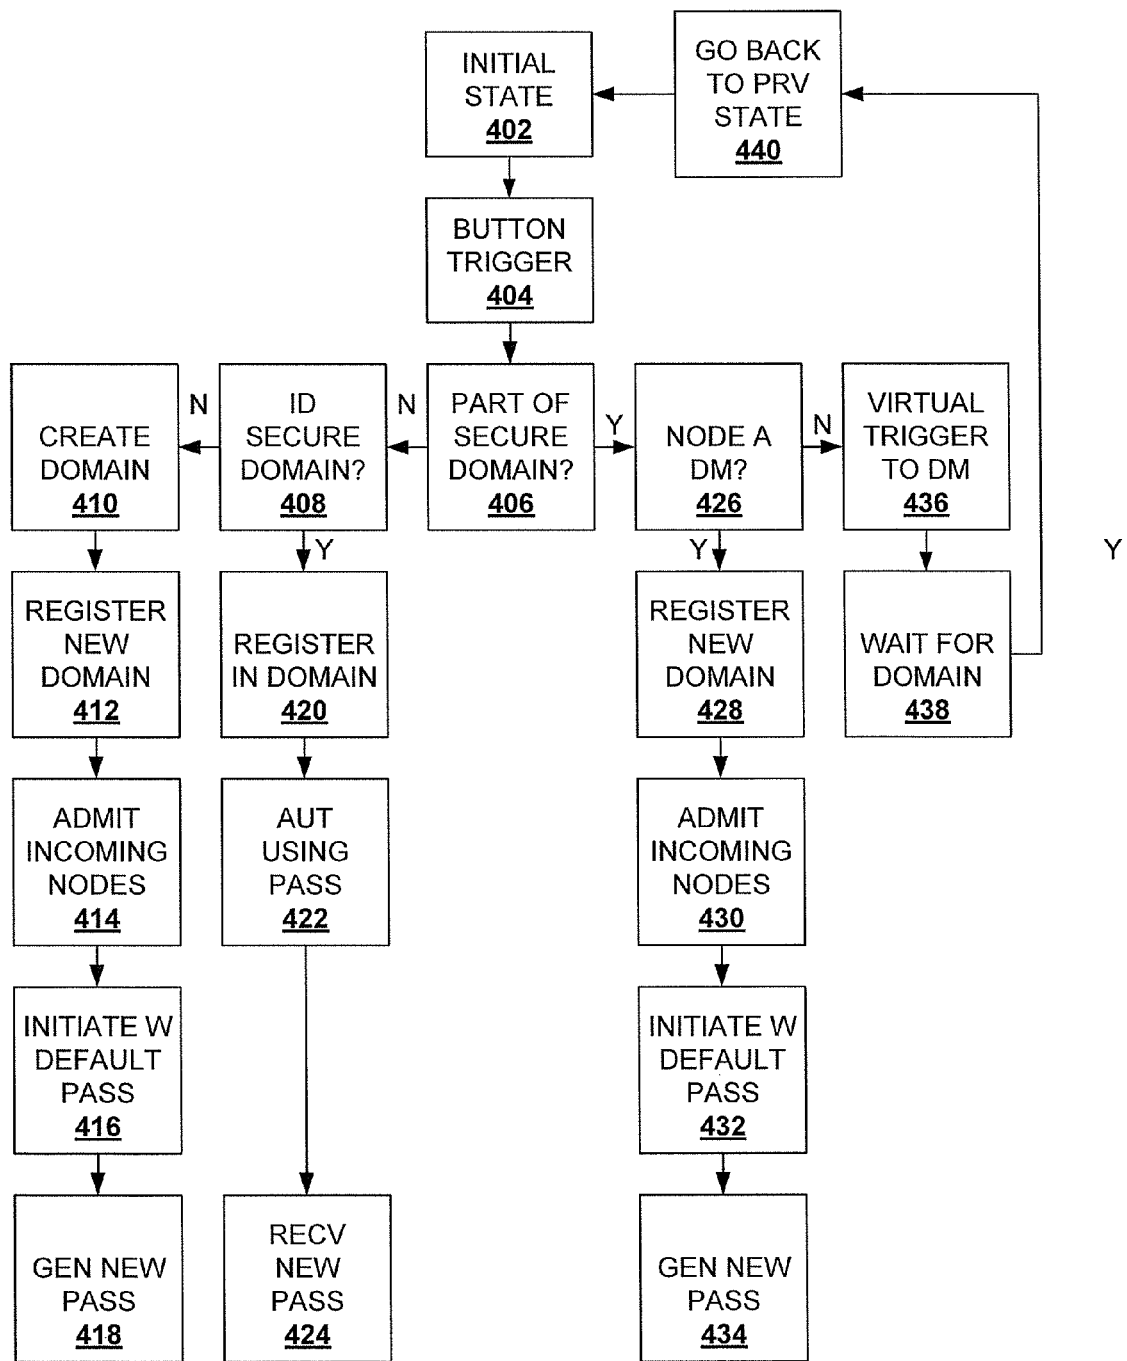 INITIAL
STATE
402
GO BACK
TO PRV
STATE
440
BUTTON
TRIGGER
404
CREATE
DOMAIN
410
N
ID
SECURE
DOMAIN?
408
N
PART OF
SECURE
DOMAIN?
406
Y
NODE A
DM?
426
N
VIRTUAL
TRIGGER
TO DM
436
Y
Y
Y
REGISTER
NEW
DOMAIN
412
REGISTER
IN DOMAIN
420
REGISTER
NEW
DOMAIN
428
WAIT FOR
DOMAIN
438
ADMIT
INCOMING
NODES
414
AUT
USING
PASS
422
ADMIT
INCOMING
NODES
430
INITIATE W
DEFAULT
PASS
416
INITIATE W
DEFAULT
PASS
432
GEN NEW
PASS
418
RECV
NEW
PASS
424
GEN NEW
PASS
434